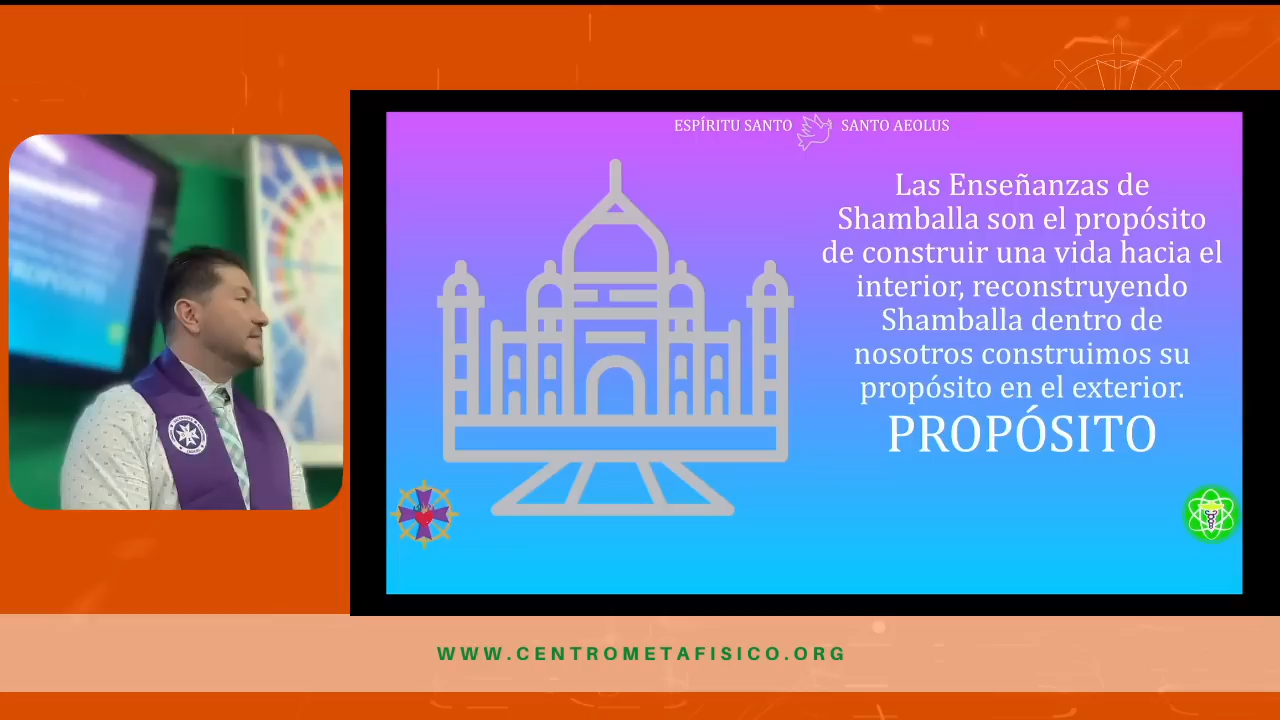 ESPÍRITU SANTO SANTO AEOLUS
Las Enseñanzas de
Shamballa son el propósito
de construir una vida hacia el
interior, reconstruyendo
Shamballa dentro de
nosotros construimos su
propósito en el exterior.
PROPÓSITO
WWW.CENTROMETAFISICO.ORG